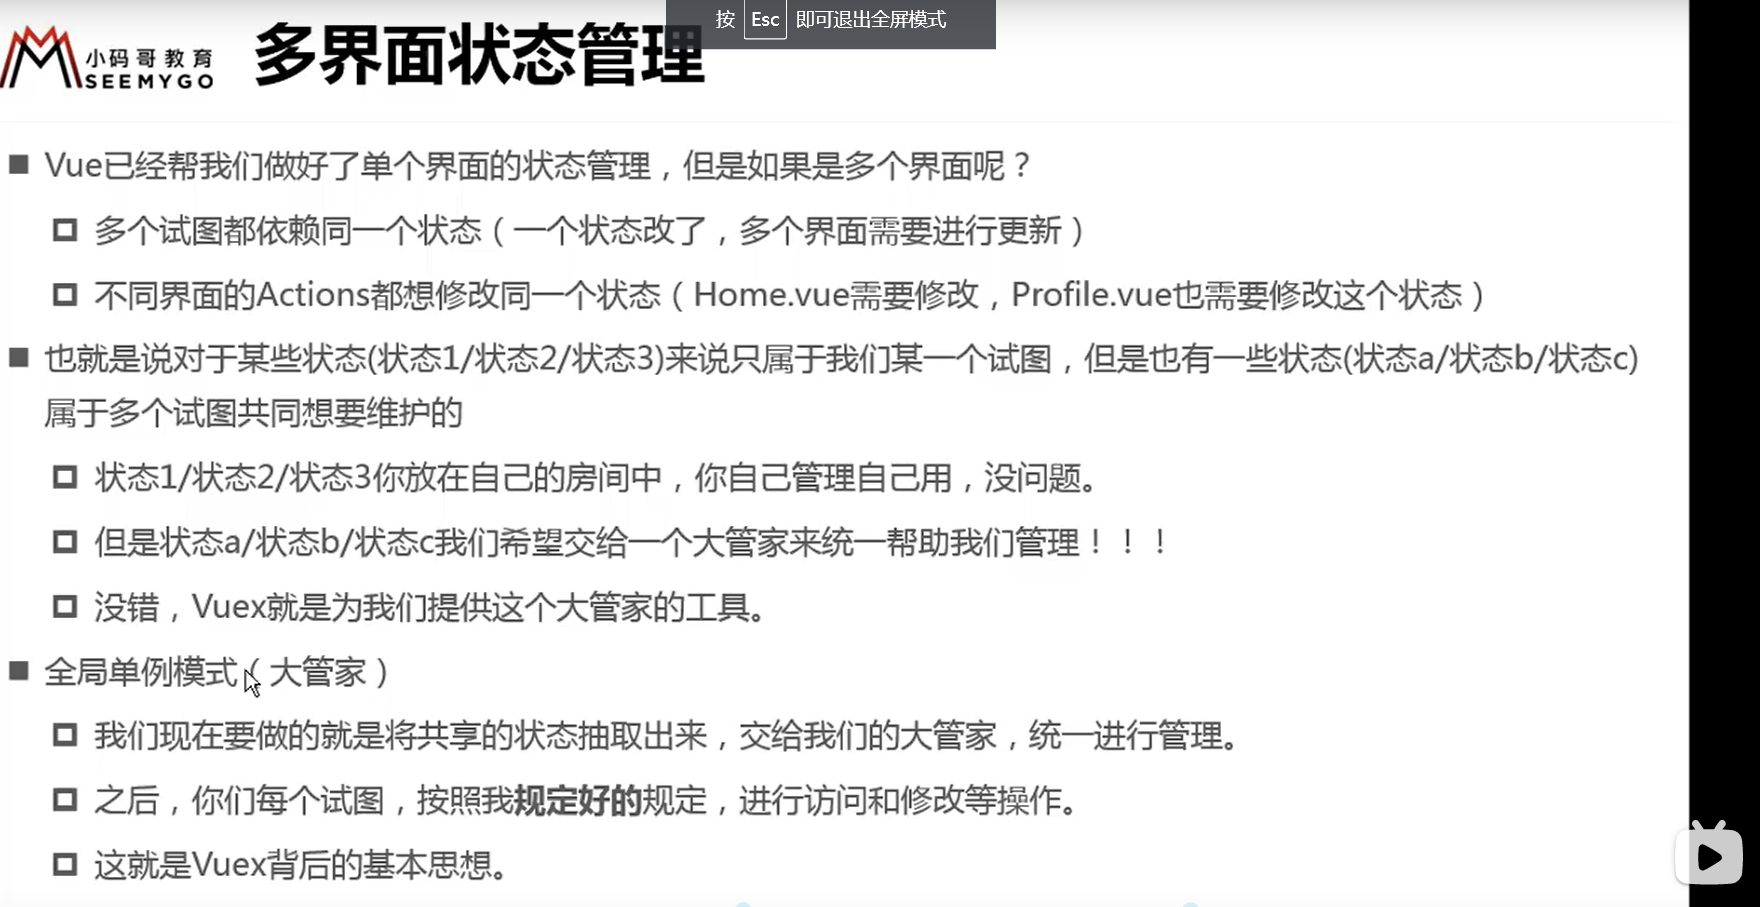 按 Esc 即可退出全屏模式
小码哥教育
SEEMYGO
多界面状态管理
Vue已经帮我们做好了单个界面的状态管理，但是如果是多个界面呢？
多个试图都依赖同一个状态（一个状态改了，多个界面需要进行更新）
不同界面的Actions都想修改同一个状态（Home.vue需要修改，Profile.vue也需要修改这个状态）
也就是说对于某些状态(状态1/状态2/状态3)来说只属于我们某一个试图，但是也有一些状态(状态a/状态b/状态c)
属于多个试图共同想要维护的
状态1/状态2/状态3你放在自己的房间中，你自己管理自己用，没问题。
但是状态a/状态b/状态c我们希望交给一个大管家来统一帮助我们管理！！！
没错，Vuex就是为我们提供这个大管家的工具。
全局单例模式（大管家）
我们现在要做的就是将共享的状态抽取出来，交给我们的大管家，统一进行管理。
之后，你们每个试图，按照我规定好的规定，进行访问和修改等操作。
这就是Vuex背后的基本思想。